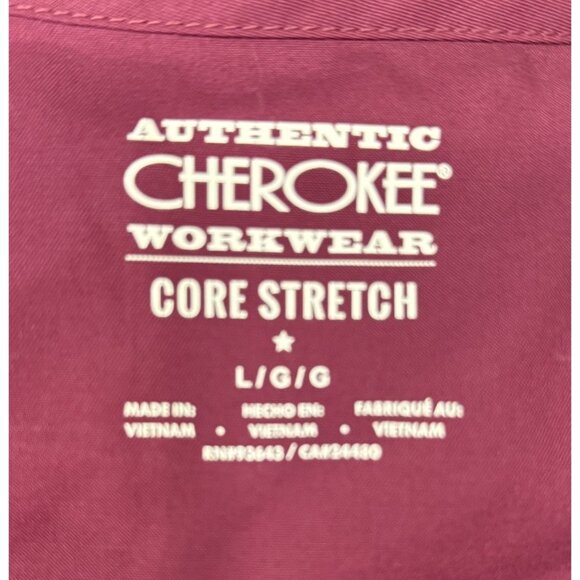 AUTHENTIC
CHEROKEE®
WORKWEAR
CORE STRETCH
L/G/G
MADE IN: HECHO EN: FABRIQUÉ AU:
VIETNAM • VIETNAM • VIETNAM